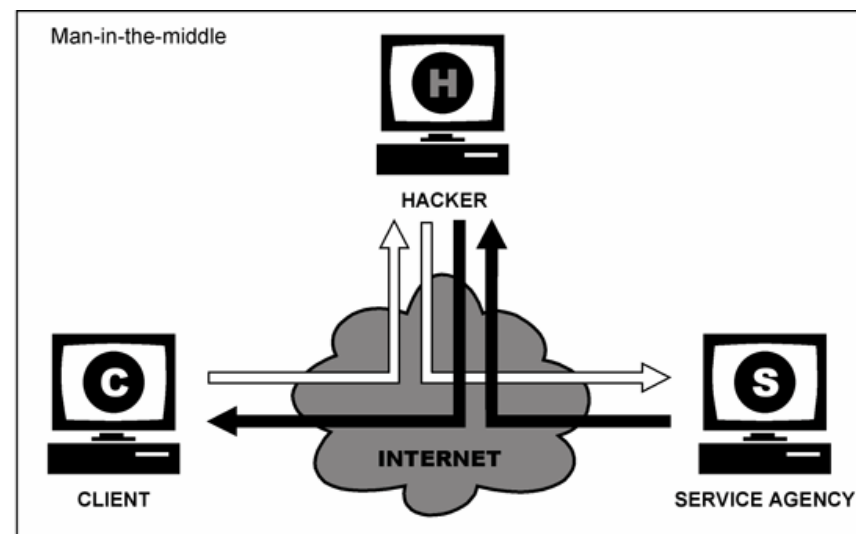 Man-in-the-middle
H
HACKER
C
S
INTERNET
CLIENT
SERVICE AGENCY